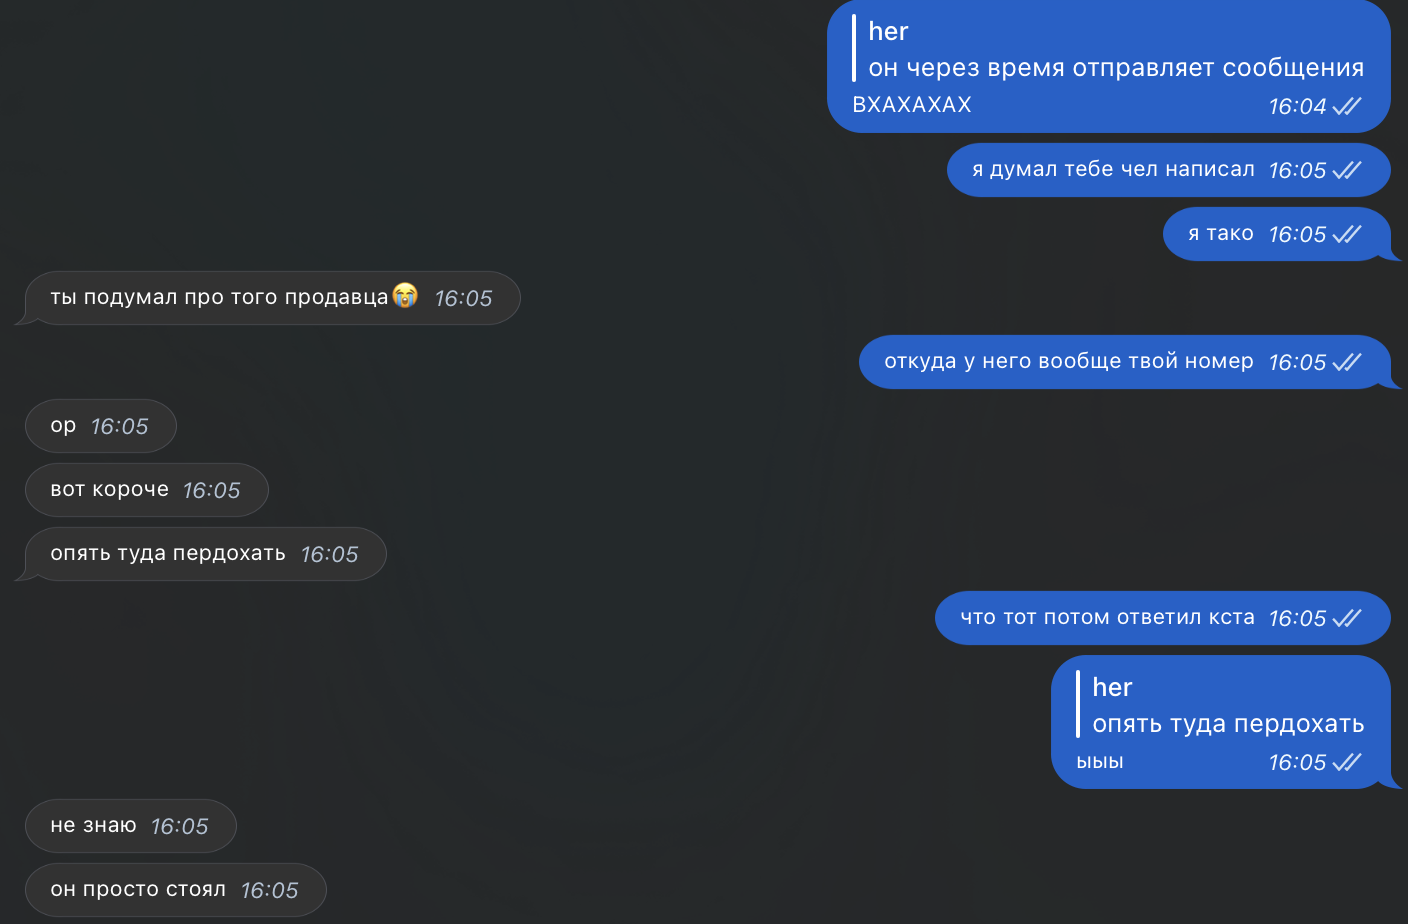 her
он через время отправляет сообщения
ВХАХАХАХ 16:04
я думал тебе чел написал 16:05
я тако 16:05
ты подумал про того продавца😭 16:05
откуда у него вообще твой номер 16:05
ор 16:05
вот короче 16:05
опять туда пердохать 16:05
что тот потом ответил кста 16:05
her
опять туда пердохать
ыыы 16:05
не знаю 16:05
он просто стоял 16:05